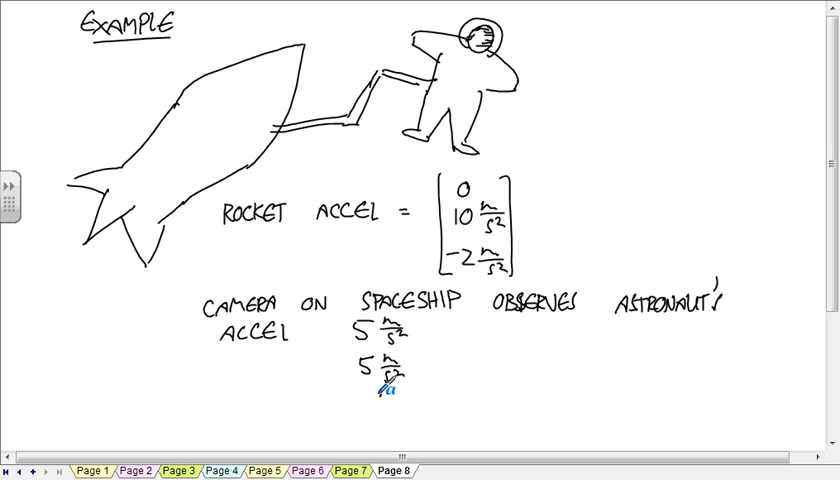 EXAMPLE
ROCKET ACCEL = [0
10 m/s²
-2 m/s²]
CAMERA ON SPACESHIP OBSERVES ASTRONAUT'S
ACCEL 5 m/s²
5 m/s²
a
Page 1 Page 2 Page 3 Page 4 Page 5 Page 6 Page 7 Page 8